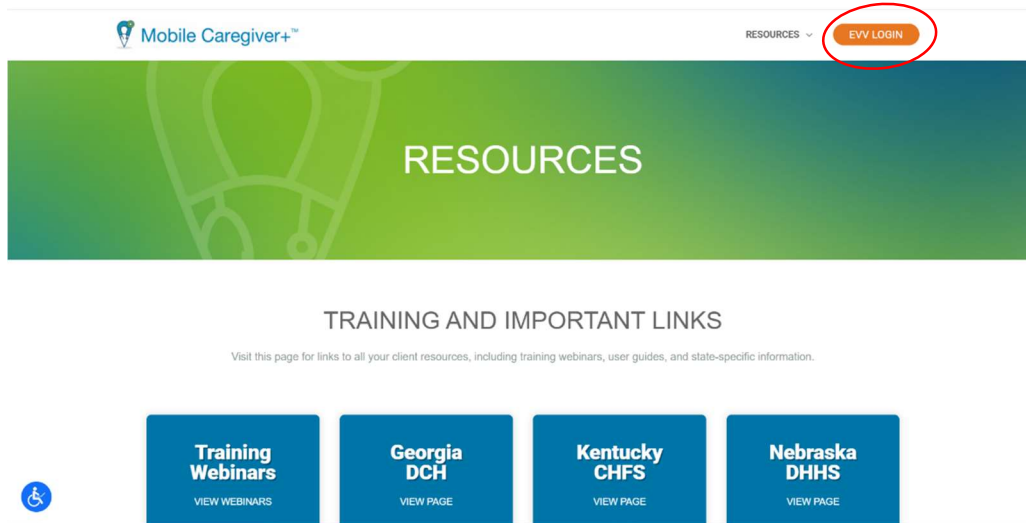 Mobile Caregiver+™
RESOURCES
EVV LOGIN
RESOURCES
TRAINING AND IMPORTANT LINKS
Visit this page for links to all your client resources, including training webinars, user guides, and state-specific information.
Training
Webinars
VIEW WEBINARS
Georgia
DCH
VIEW PAGE
Kentucky
CHFS
VIEW PAGE
Nebraska
DHHS
VIEW PAGE